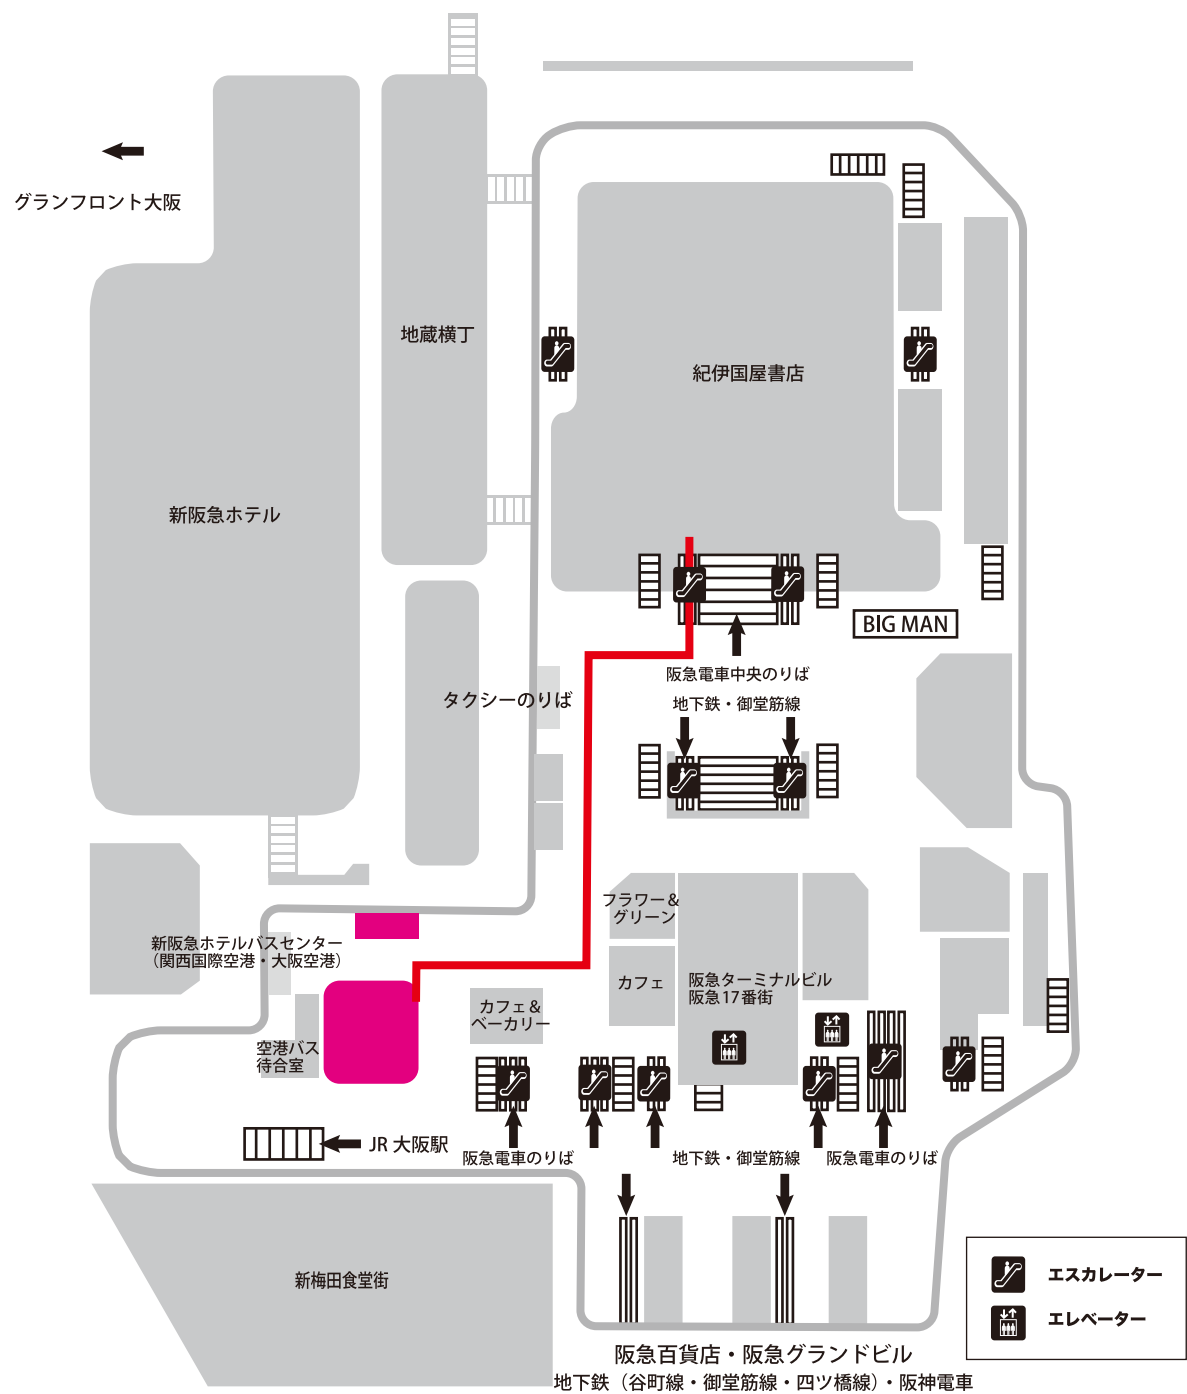 グランフロント大阪
地蔵横丁
紀伊国屋書店
新阪急ホテル
BIG MAN
阪急電車中央のりば
タクシーのりば
地下鉄・御堂筋線
フラワー&
グリーン
新阪急ホテルバスセンター
(関西国際空港・大阪空港)
カフェ
阪急ターミナルビル
阪急17番街
カフェ&
ベーカリー
空港バス
待合室
JR 大阪駅
阪急電車のりば
地下鉄・御堂筋線
阪急電車のりば
新梅田食堂街
エスカレーター
エレベーター
阪急百貨店・阪急グランドビル
地下鉄(谷町線・御堂筋線・四ツ橋線)・阪神電車